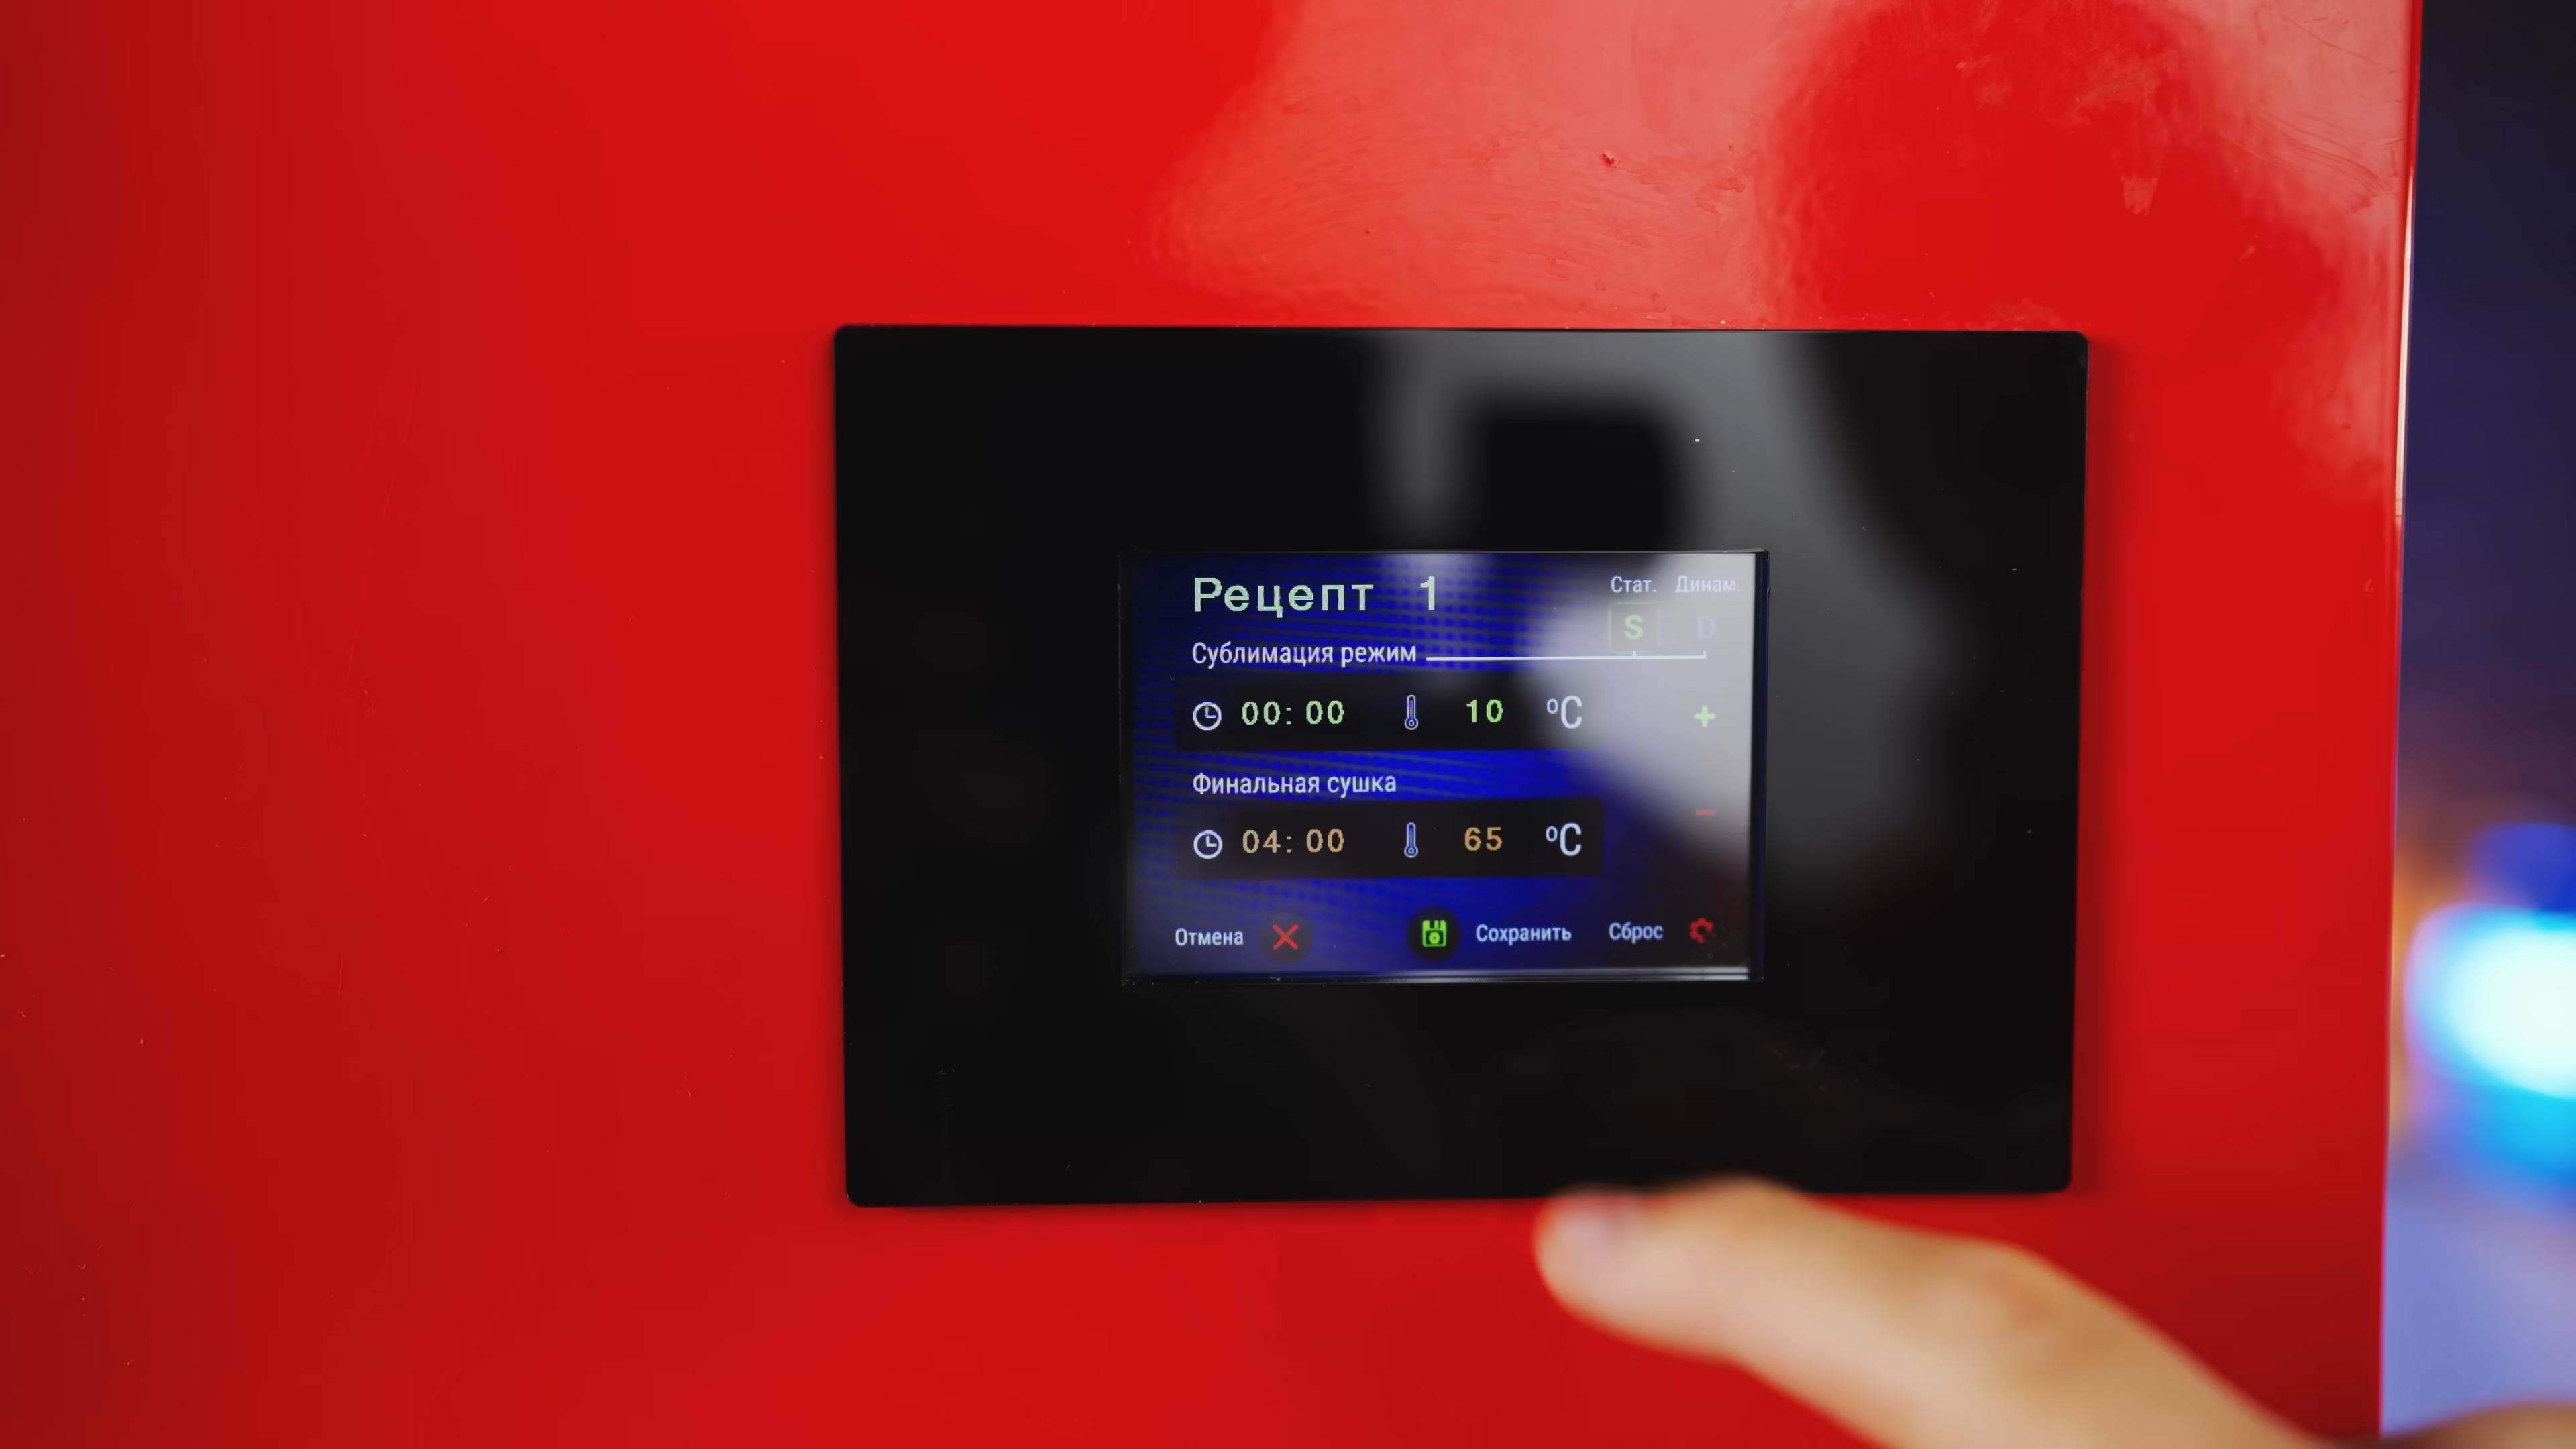 Рецепт 1
Стат. Динам.
S D
Сублимация режим
00:00 10 ºC
+
Финальная сушка
−
04:00 65 ºC
Отмена Сохранить Сброс